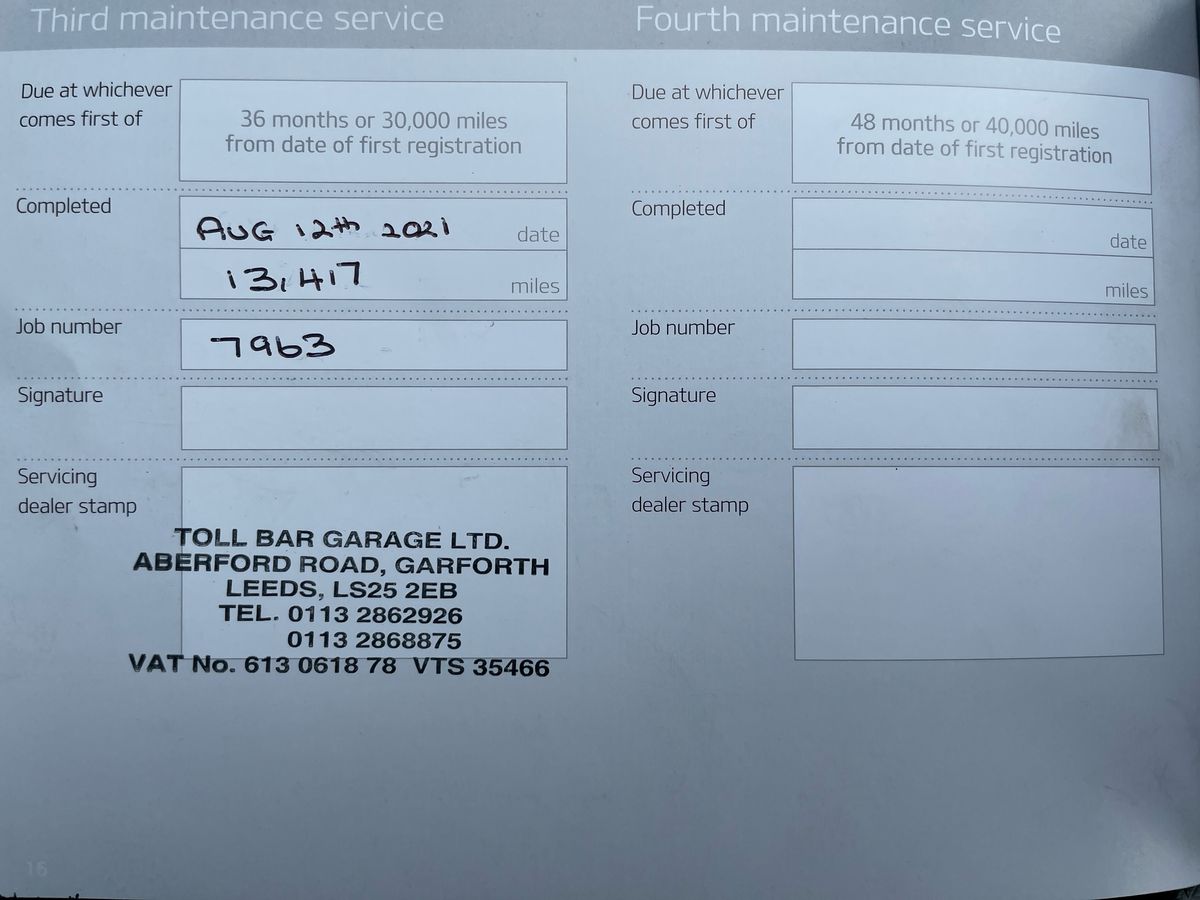 Third maintenance service
Due at whichever
comes first of
36 months or 30,000 miles
from date of first registration
Completed
AUG 12th 2021
date
13,417
miles
Job number
7963
Signature
Servicing
dealer stamp
TOLL BAR GARAGE LTD.
ABERFORD ROAD, GARFORTH
LEEDS, LS25 2EB
TEL. 0113 2862926
0113 2868875
VAT No. 613 0618 78 VTS 35466
16
Fourth maintenance service
Due at whichever
comes first of
48 months or 40,000 miles
from date of first registration
Completed
date
miles
Job number
Signature
Servicing
dealer stamp